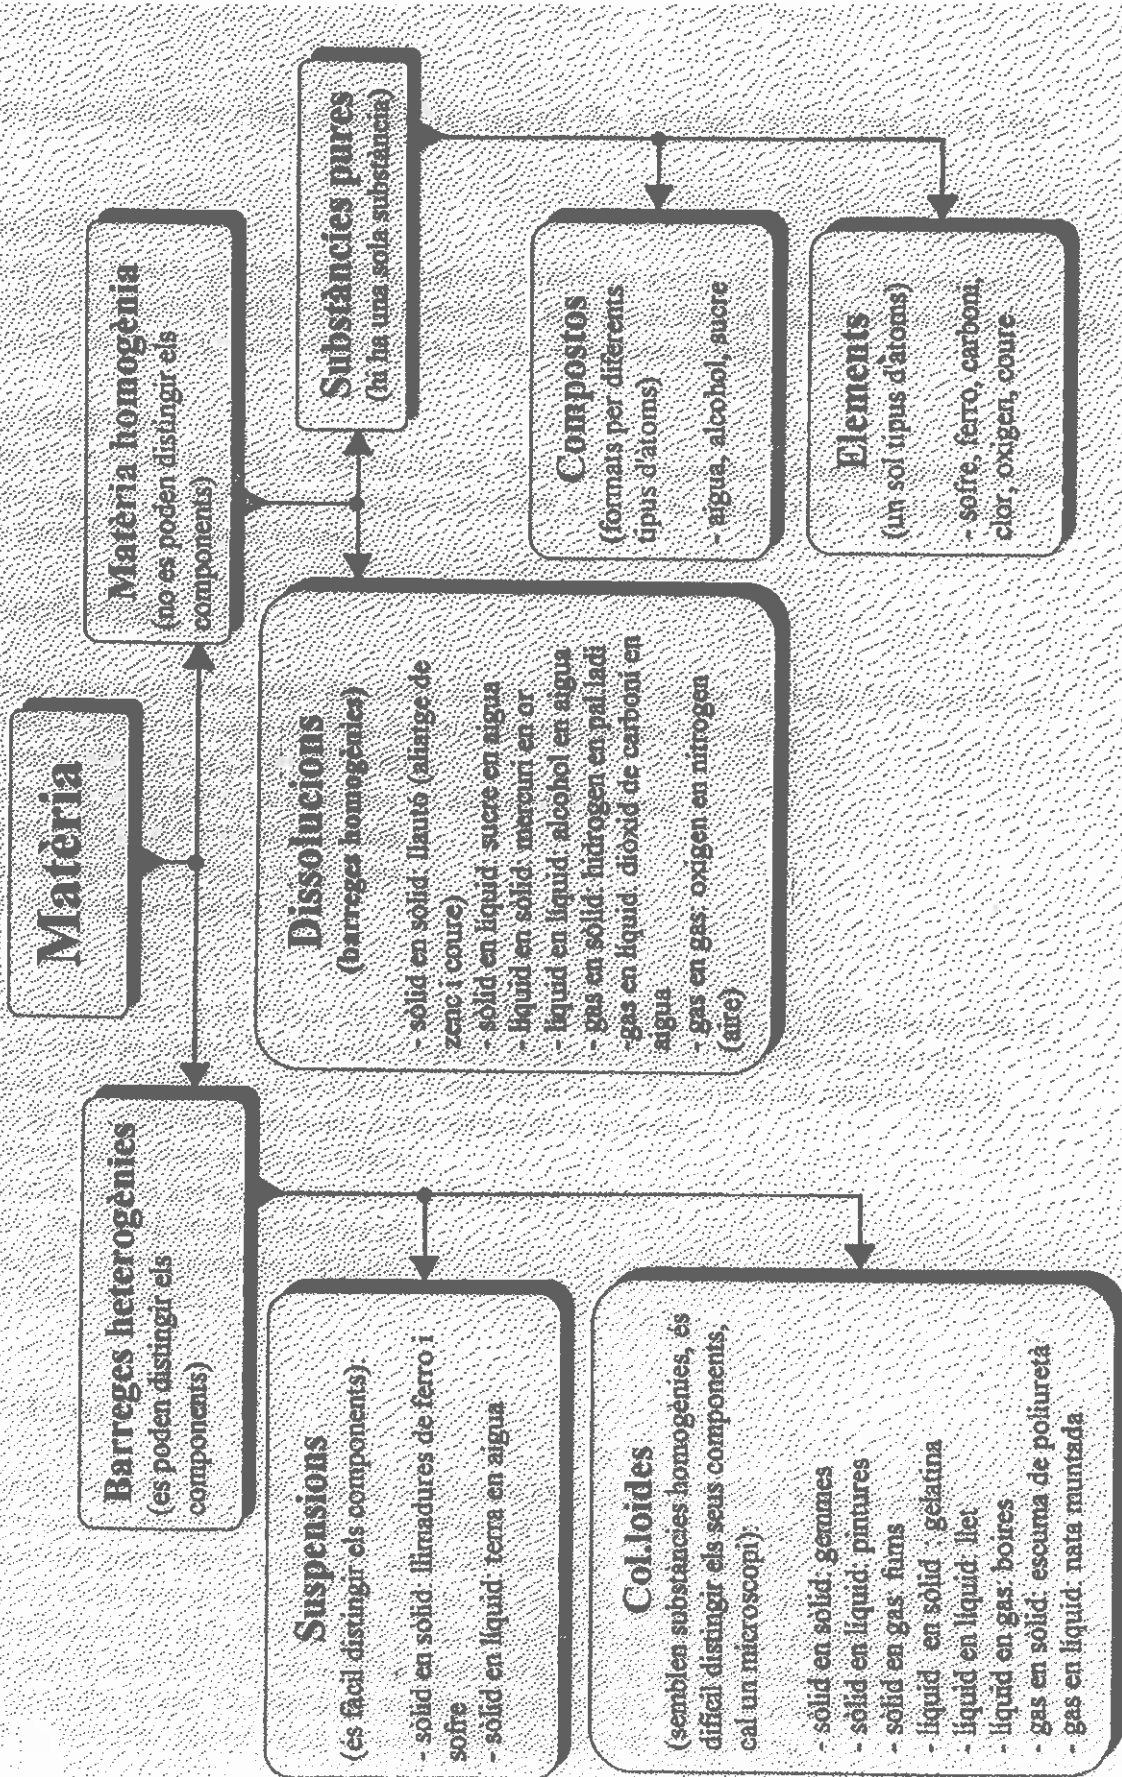 Matèria
Barreges heterogènies
(es poden distingir els
components)
Matèria homogènia
(no es poden distingir els
components)
Suspensions
(és fàcil distingir els components):
- sòlid en sòlid: llimadures de ferro i
sofre
- sòlid en líquid: terra en aigua
Col.loides
(semblen substàncies homogènies, és
difícil distingir els seus components,
cal un microscopi):
- sòlid en sòlid: gemmes
- sòlid en líquid: pintures
- sòlid en gas: fums
- líquid en sòlid : gelatina
- líquid en líquid: llet
- líquid en gas: boires
- gas en sòlid: escuma de poliuretà
- gas en líquid: nata muntada
Dissolucions
(barreges homogènies)
- sòlid en sòlid: llautó (aliatge de
zenc i coure)
- sòlid en líquid: sucre en aigua
- líquid en sòlid: mercuri en or
- líquid en líquid: alcohol en aigua
- gas en sòlid: hidrogen en pal.ladi
-gas en líquid: diòxid de carboni en
aigua
- gas en gas: oxigen en nitrogen
(aire)
Substàncies pures
(hi ha una sola substància)
Compostos
(formats per diferents
tipus d'àtoms)
- aigua, alcohol, sucre
Elements
(un sol tipus d'àtoms)
- sofre, ferro, carboni,
clor, oxigen, coure